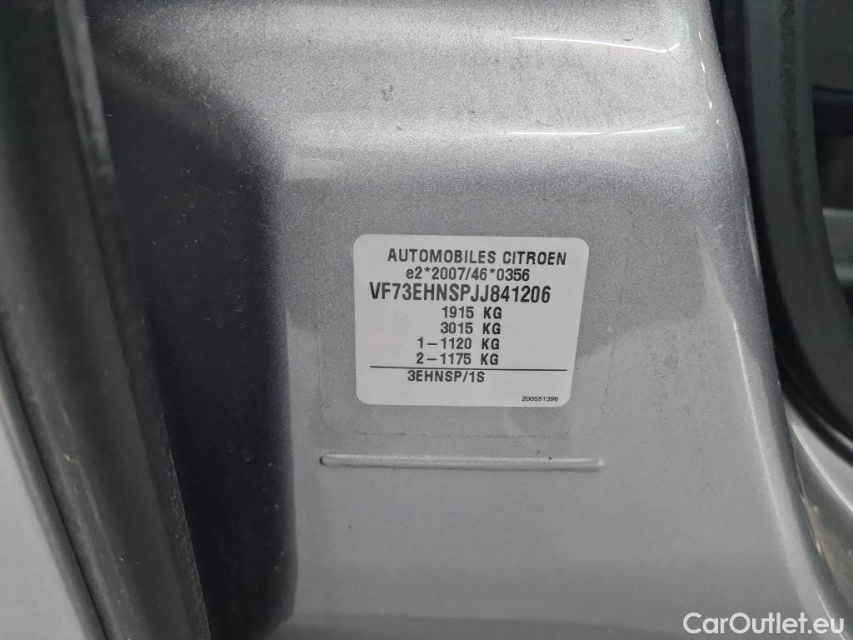 AUTOMOBILES CITROEN
e2*2007/46*0356
VF73EHNSPJJ841206
1915 KG
3015 KG
1-1120 KG
2-1175 KG
3EHNSP/1S
200551396
CarOutlet.eu